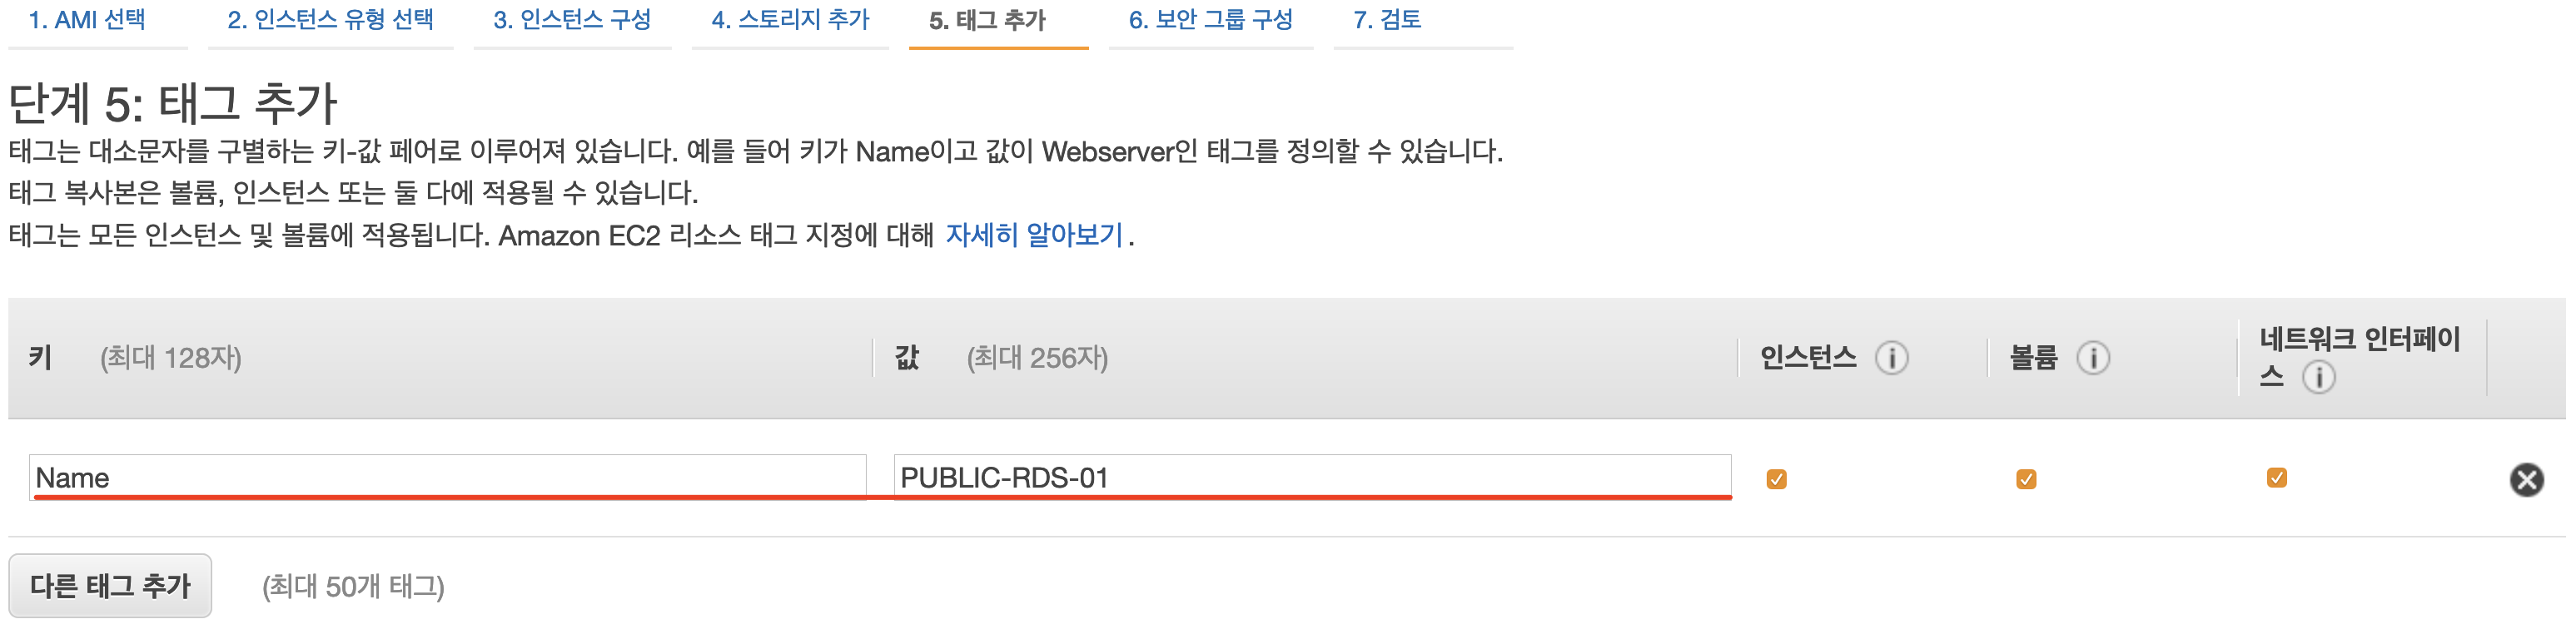 1. AMI 선택 2. 인스턴스 유형 선택 3. 인스턴스 구성 4. 스토리지 추가 5. 태그 추가 6. 보안 그룹 구성 7. 검토
단계 5: 태그 추가
태그는 대소문자를 구별하는 키-값 페어로 이루어져 있습니다. 예를 들어 키가 Name이고 값이 Webserver인 태그를 정의할 수 있습니다.
태그 복사본은 볼륨, 인스턴스 또는 둘 다에 적용될 수 있습니다.
태그는 모든 인스턴스 및 볼륨에 적용됩니다. Amazon EC2 리소스 태그 지정에 대해 자세히 알아보기.
키 (최대 128자) 값 (최대 256자) 인스턴스 i 볼륨 i 네트워크 인터페이
스 i
Name PUBLIC-RDS-01
다른 태그 추가 (최대 50개 태그)